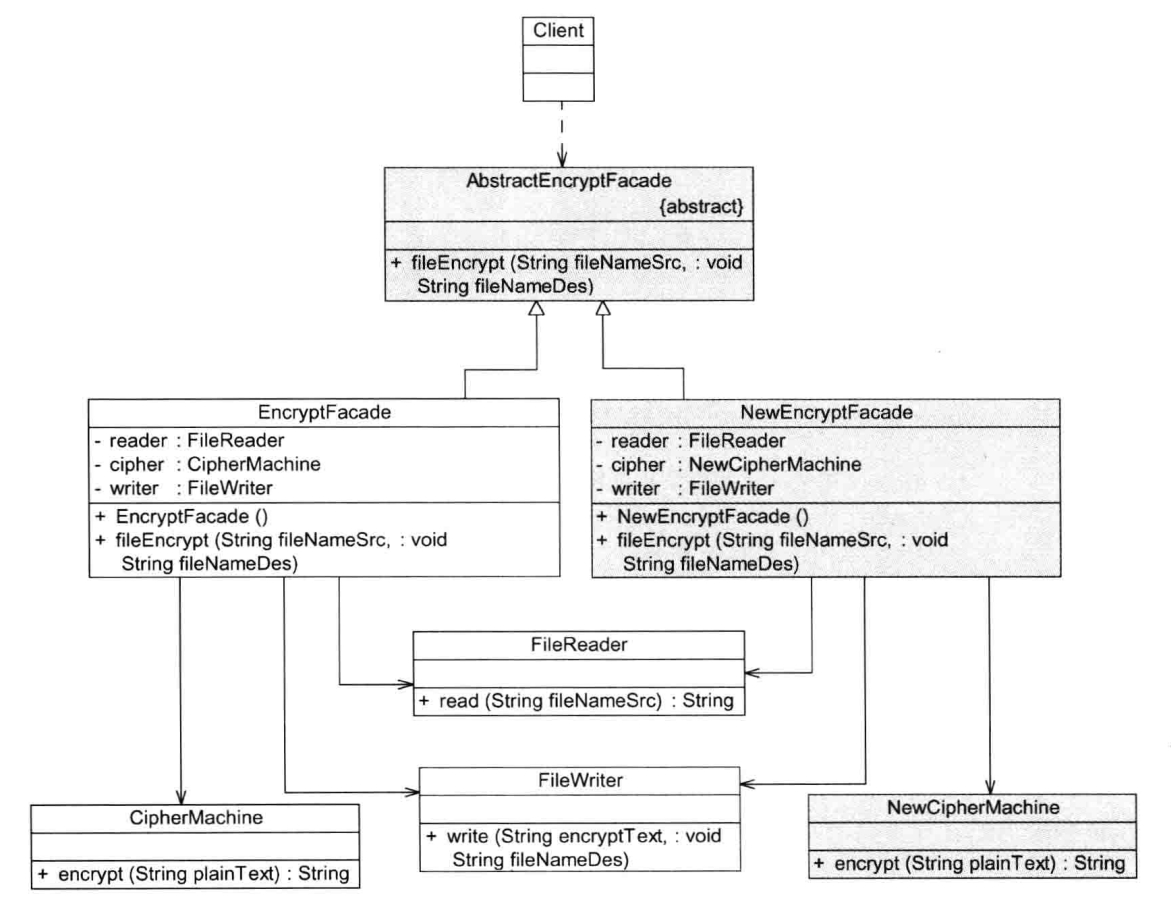 Client
AbstractEncryptFacade
{abstract}
+ fileEncrypt (String fileNameSrc, : void
String fileNameDes)
EncryptFacade
- reader : FileReader
- cipher : CipherMachine
- writer : FileWriter
+ EncryptFacade ()
+ fileEncrypt (String fileNameSrc, : void
String fileNameDes)
NewEncryptFacade
- reader : FileReader
- cipher : NewCipherMachine
- writer : FileWriter
+ NewEncryptFacade ()
+ fileEncrypt (String fileNameSrc, : void
String fileNameDes)
FileReader
+ read (String fileNameSrc) : String
FileWriter
+ write (String encryptText, : void
String fileNameDes)
CipherMachine
+ encrypt (String plainText) : String
NewCipherMachine
+ encrypt (String plainText) : String